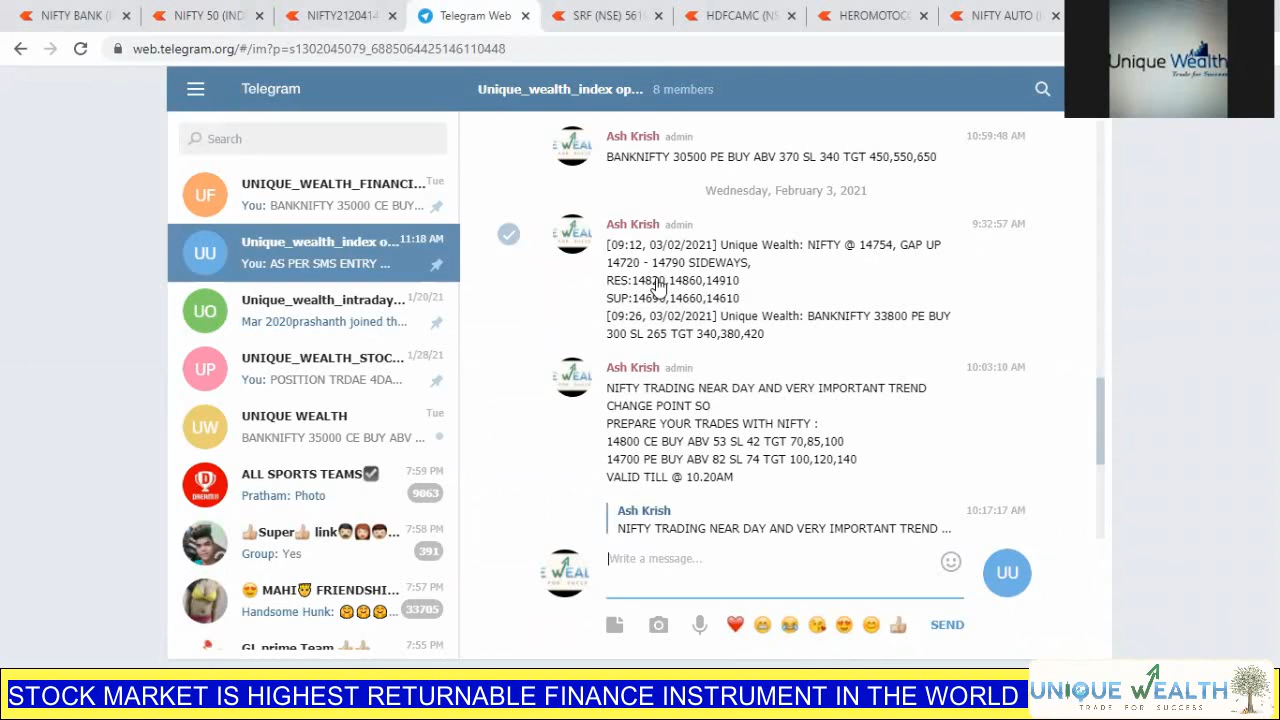 NIFTY BANK (I
NIFTY 50 (IND
NIFTY2120414
Telegram Web
SRF (NSE) 561
HDFCAMC (NS
HEROMOTOC
NIFTY AUTO (
web.telegram.org/#/im?p=s1302045079_6885064425146110448
Unique Wealth
Trade for Success
Telegram
Unique_wealth_index op...
8 members
Search
UNIQUE_WEALTH_FINANCI...
Tue
You: BANKNIFTY 35000 CE BUY...
UF
Unique_wealth_index o...
11:18 AM
You: AS PER SMS ENTRY ...
UU
Unique_wealth_intraday...
1/20/21
Mar 2020prashanth joined th...
UO
UNIQUE_WEALTH_STOC...
1/28/21
You: POSITION TRDAE 4DA...
UP
UNIQUE WEALTH
Tue
BANKNIFTY 35000 CE BUY ABV ...
UW
ALL SPORTS TEAMS
7:59 PM
Pratham: Photo
9063
Super link
7:58 PM
Group: Yes
391
MAHI FRIENDSHI...
7:57 PM
Handsome Hunk:
33705
GL prime Team
7:55 PM
Ash Krish admin
10:59:48 AM
BANKNIFTY 30500 PE BUY ABV 370 SL 340 TGT 450,550,650
Wednesday, February 3, 2021
Ash Krish admin
9:32:57 AM
[09:12, 03/02/2021] Unique Wealth: NIFTY @ 14754, GAP UP
14720 - 14790 SIDEWAYS,
RES:14820,14860,14910
SUP:14690,14660,14610
[09:26, 03/02/2021] Unique Wealth: BANKNIFTY 33800 PE BUY
300 SL 265 TGT 340,380,420
Ash Krish admin
10:03:10 AM
NIFTY TRADING NEAR DAY AND VERY IMPORTANT TREND
CHANGE POINT SO
PREPARE YOUR TRADES WITH NIFTY :
14800 CE BUY ABV 53 SL 42 TGT 70,85,100
14700 PE BUY ABV 82 SL 74 TGT 100,120,140
VALID TILL @ 10.20AM
Ash Krish
10:17:17 AM
NIFTY TRADING NEAR DAY AND VERY IMPORTANT TREND ...
Write a message...
UU
SEND
STOCK MARKET IS HIGHEST RETURNABLE FINANCE INSTRUMENT IN THE WORLD
UNIQUE WEALTH
TRADE FOR SUCCESS